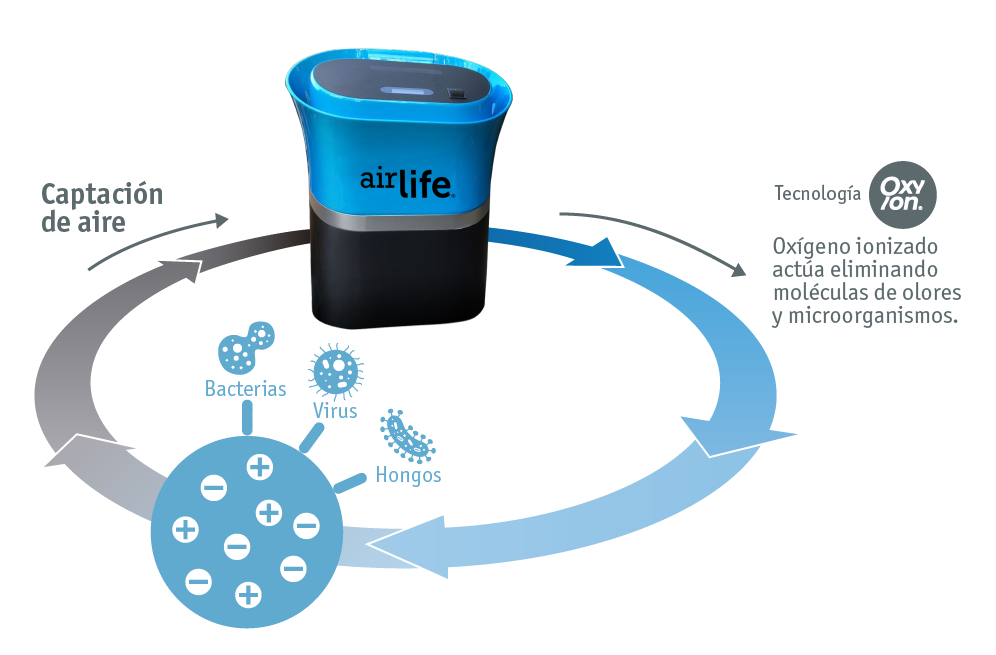 airlife®
Captación
de aire
Tecnología
Oxy
ion.
Oxígeno ionizado
actúa eliminando
moléculas de olores
y microorganismos.
Bacterias
Virus
Hongos